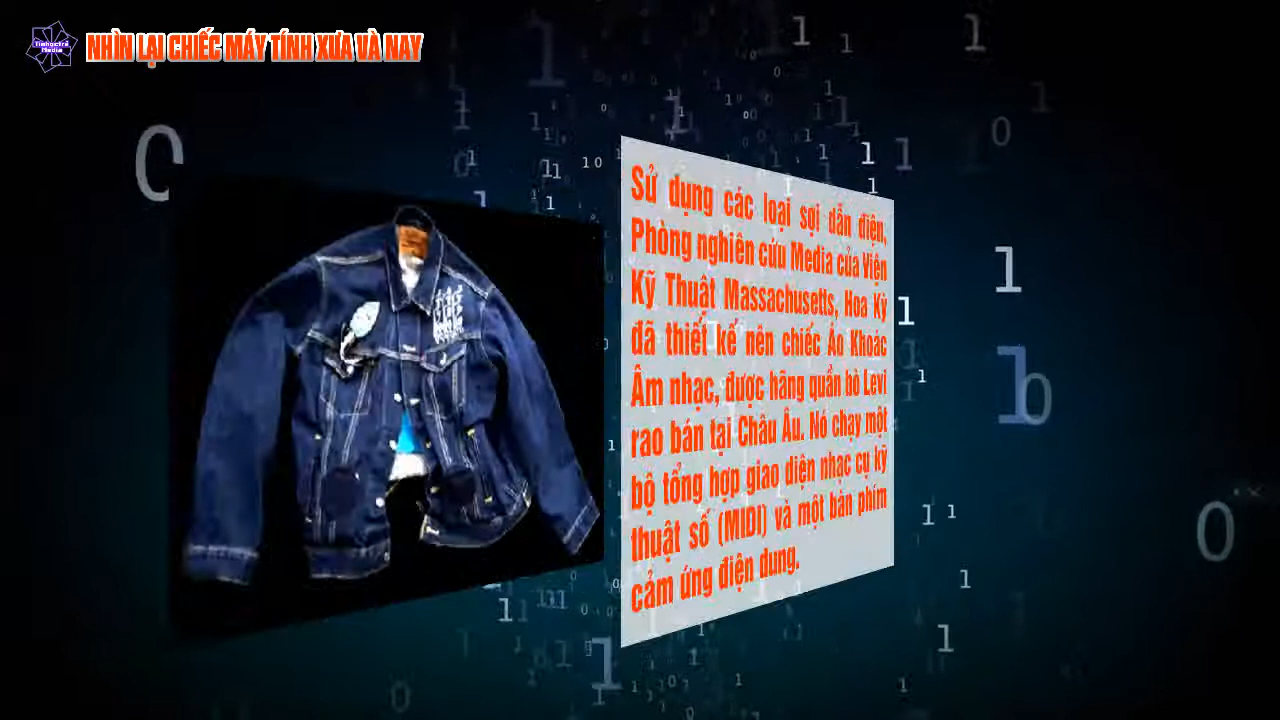 Tinhoctre
Media
NHÌN LẠI CHIẾC MÁY TÍNH XƯA VÀ NAY
Sử dụng các loại sợi dẫn điện,
Phòng nghiên cứu Media của Viện
Kỹ Thuật Massachusetts, Hoa Kỳ
đã thiết kế nên chiếc Áo Khoác
Âm nhạc, được hãng quần bò Levi
rao bán tại Châu Âu. Nó chạy một
bộ tổng hợp giao diện nhạc cụ kỹ
thuật số (MIDI) và một bàn phím
cảm ứng điện dung.